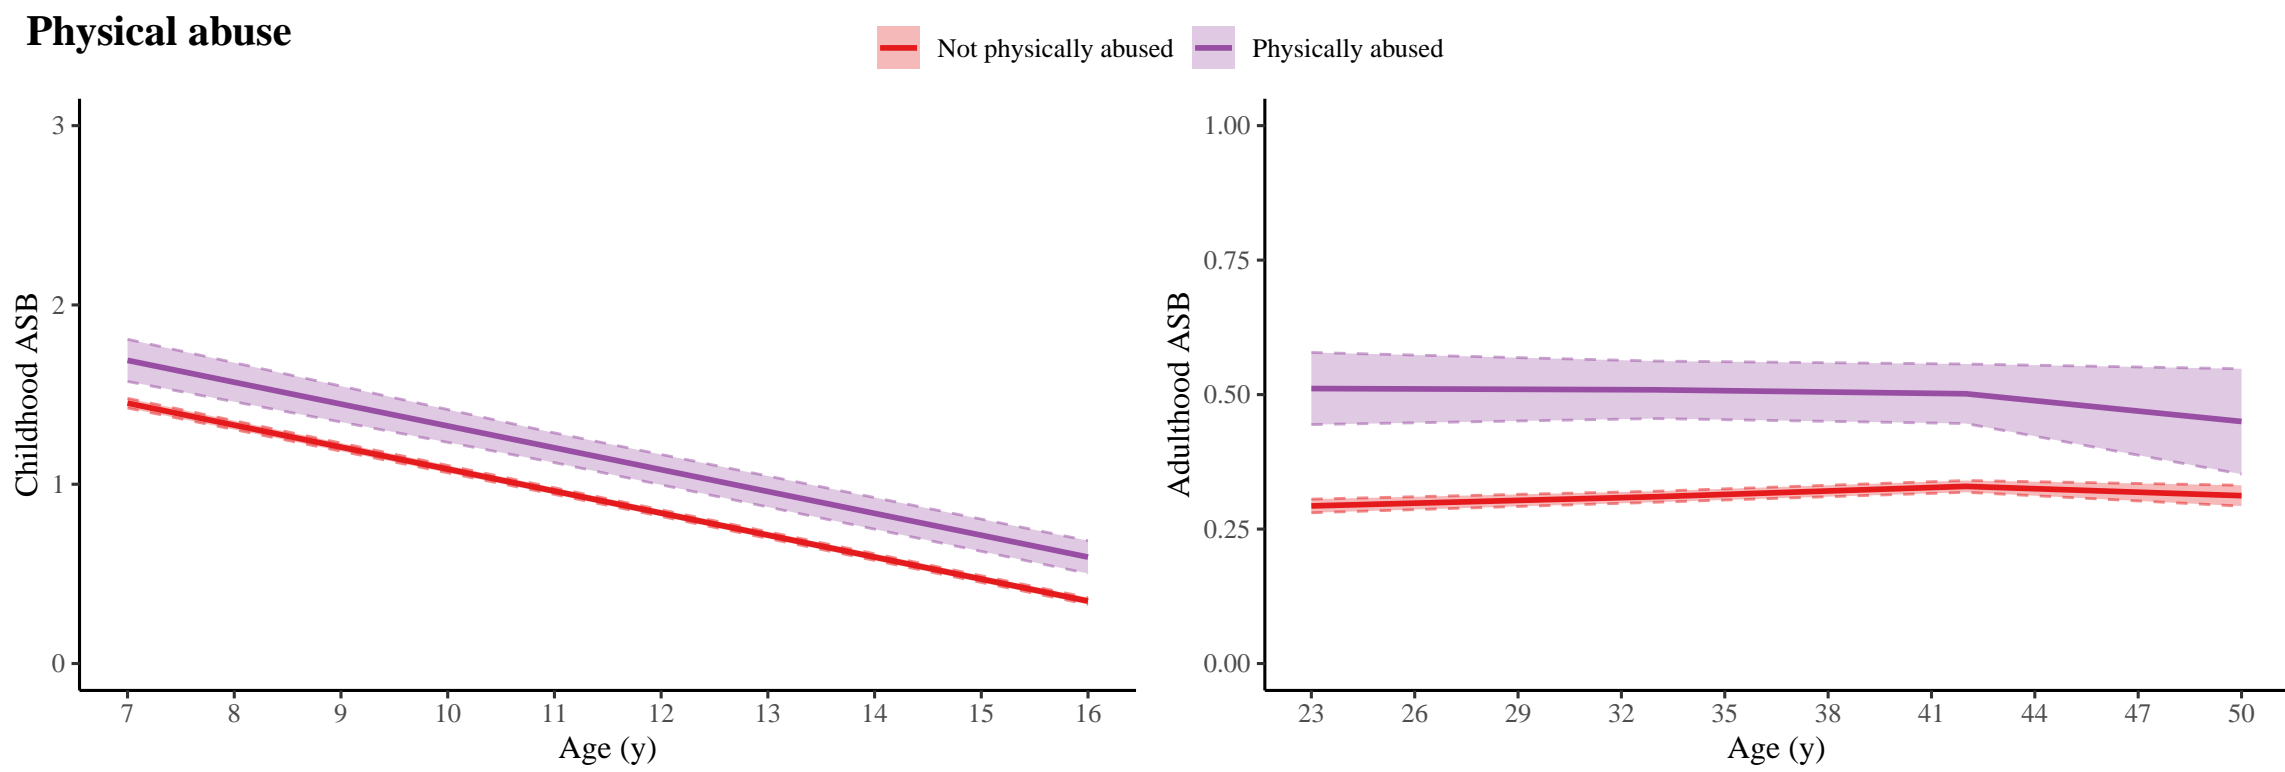 Physical abuse
Not physically abused Physically abused
Childhood ASB
3
2
1
0
7 8 9 10 11 12 13 14 15 16
Age (y)
Adulthood ASB
1.00
0.75
0.50
0.25
0.00
23 26 29 32 35 38 41 44 47 50
Age (y)